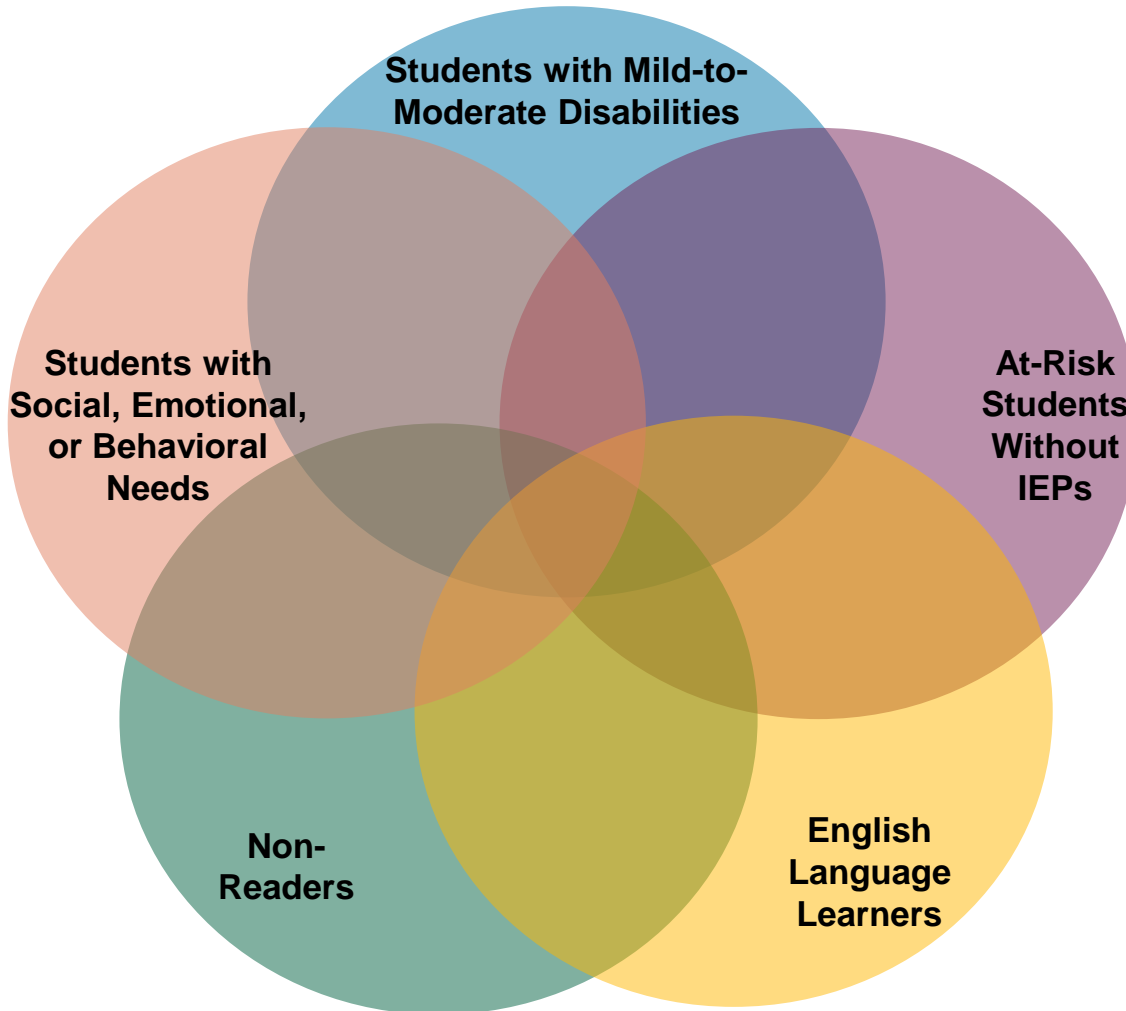 Students with Mild-to-
Moderate Disabilities
Students with
Social, Emotional,
or Behavioral
Needs
At-Risk
Students
Without
IEPs
Non-
Readers
English
Language
Learners